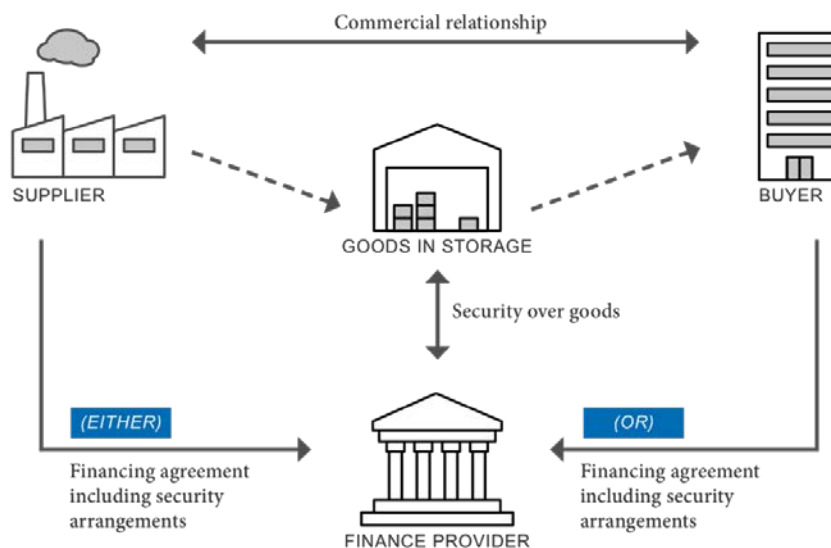 Commercial relationship
SUPPLIER
BUYER
GOODS IN STORAGE
Security over goods
(EITHER)
Financing agreement
including security
arrangements
(OR)
Financing agreement
including security
arrangements
FINANCE PROVIDER